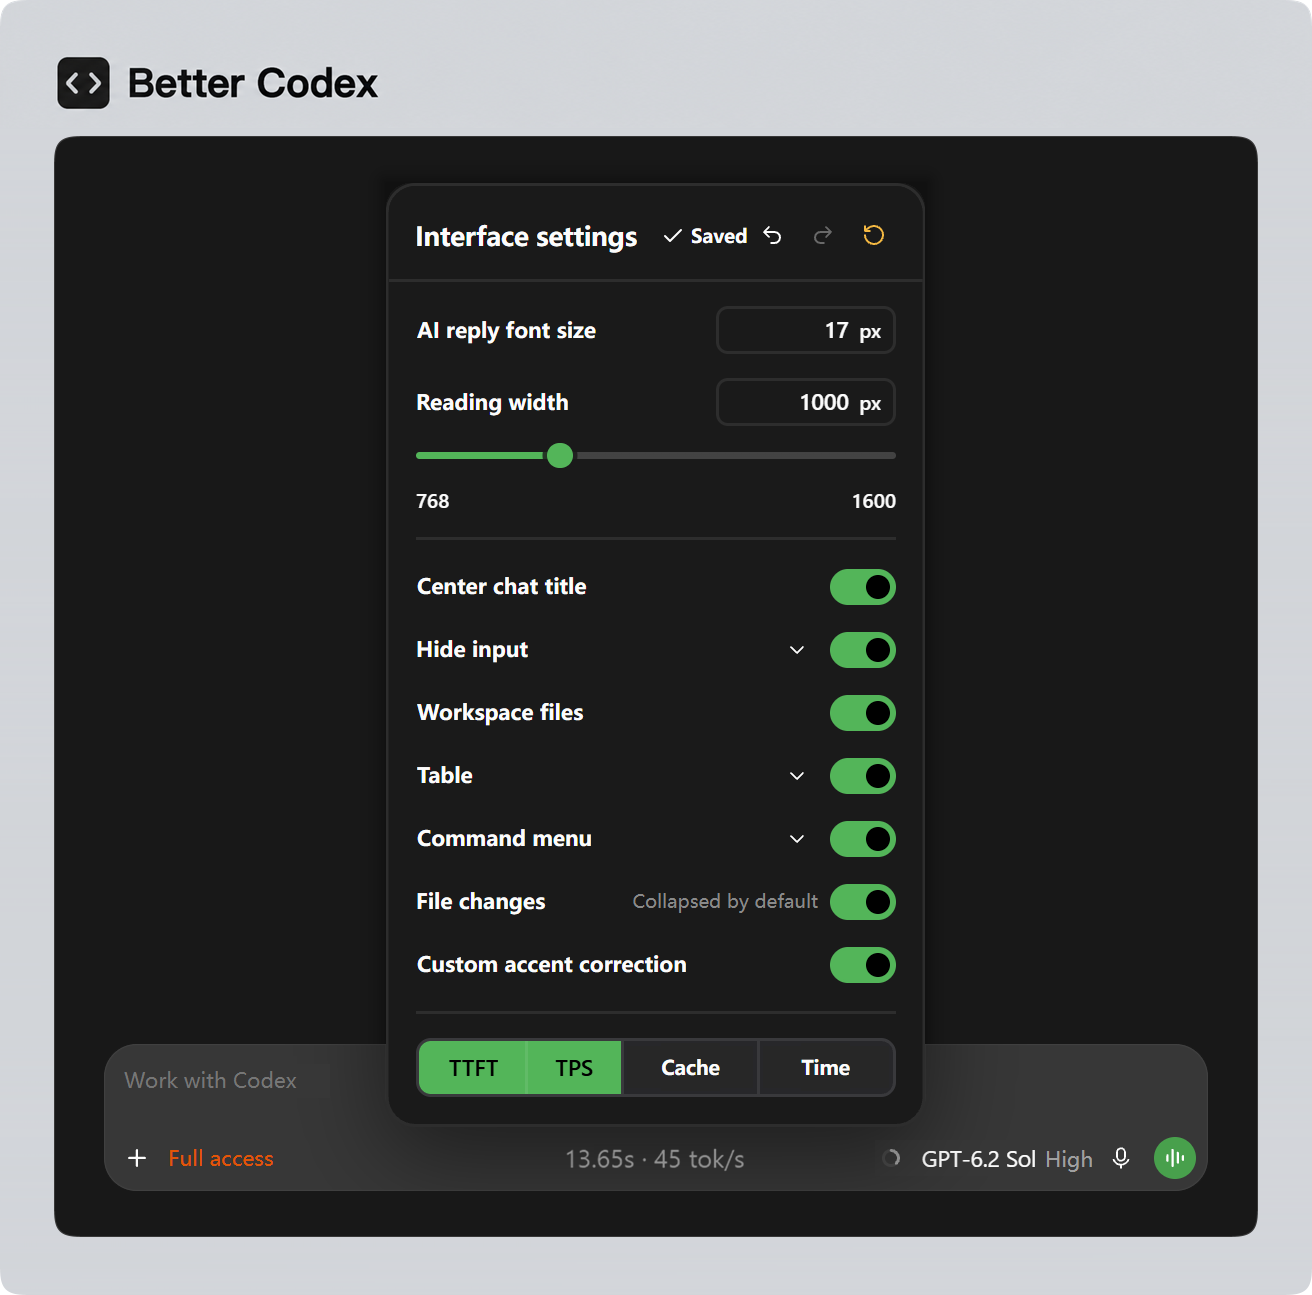 Better Codex
Interface settings Saved
AI reply font size 17 px
Reading width 1000 px
768 1600
Center chat title
Hide input
Workspace files
Table
Command menu
File changes Collapsed by default
Custom accent correction
TTFT TPS Cache Time
Work with Codex
Full access 13.65s · 45 tok/s GPT-6.2 Sol High